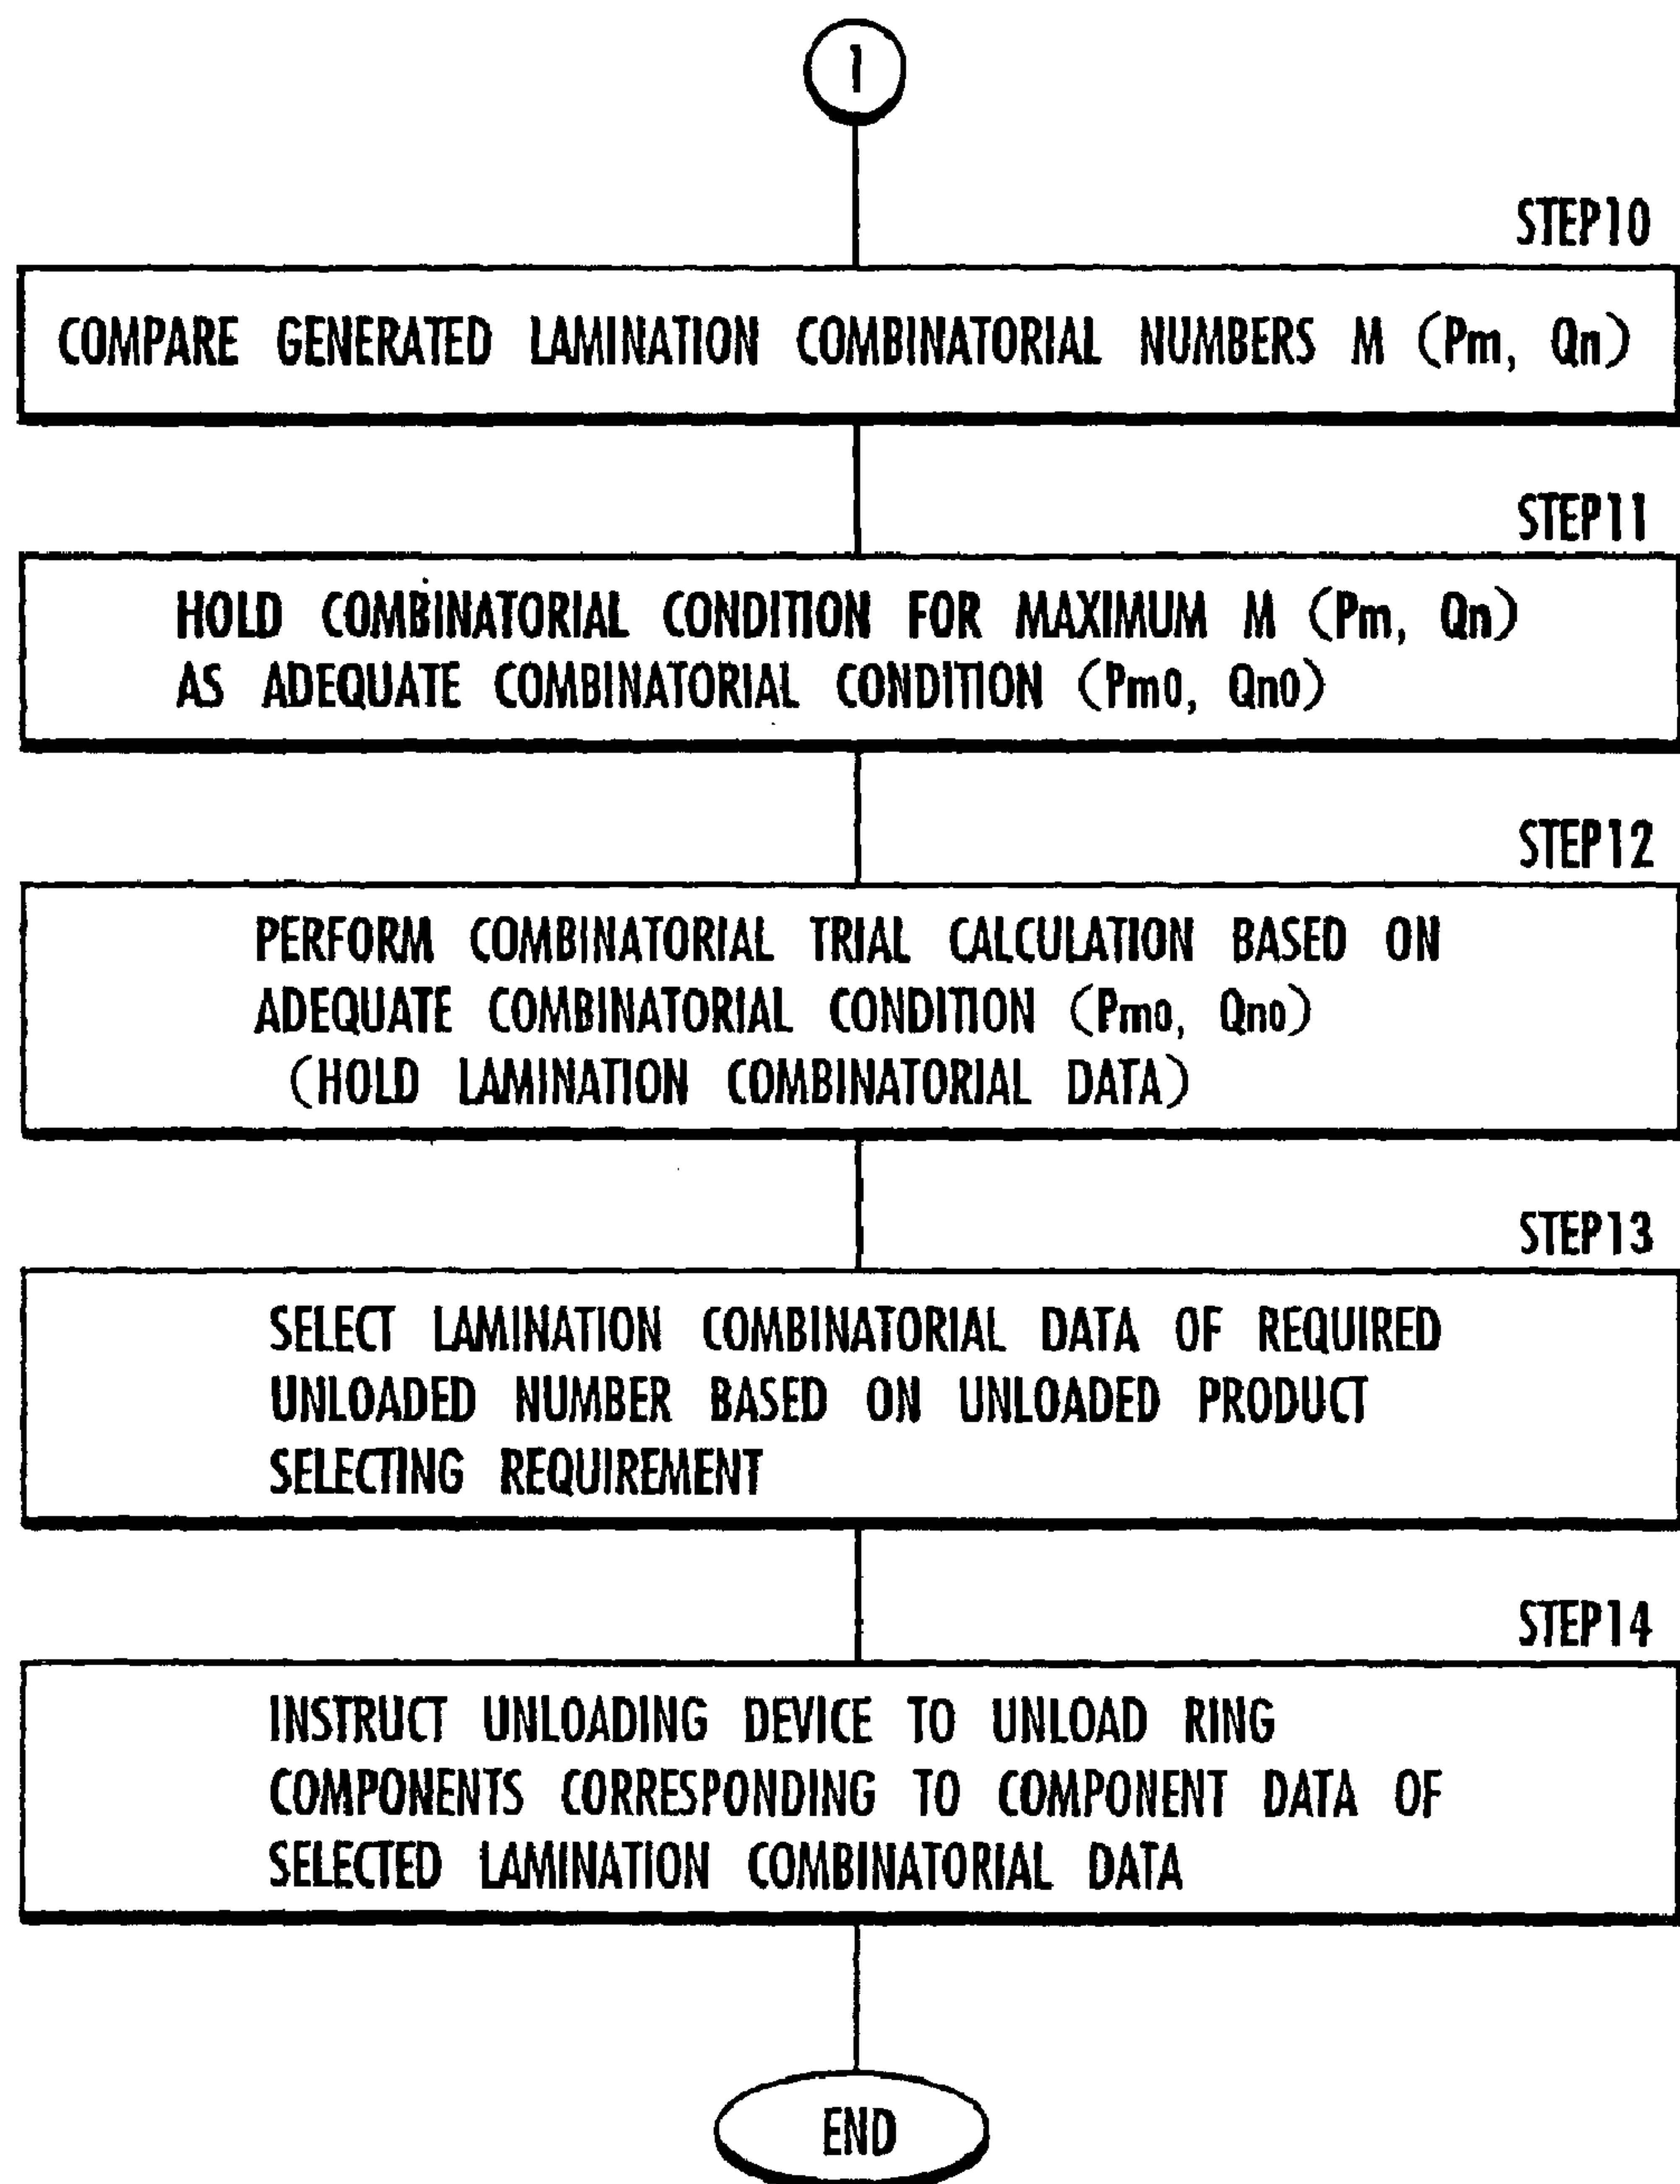 1
STEP10
COMPARE GENERATED LAMINATION COMBINATORIAL NUMBERS M (Pm, Qn)
STEP11
HOLD COMBINATORIAL CONDITION FOR MAXIMUM M (Pm, Qn)
AS ADEQUATE COMBINATORIAL CONDITION (Pm0, Qn0)
STEP12
PERFORM COMBINATORIAL TRIAL CALCULATION BASED ON
ADEQUATE COMBINATORIAL CONDITION (Pm0, Qn0)
(HOLD LAMINATION COMBINATORIAL DATA)
STEP13
SELECT LAMINATION COMBINATORIAL DATA OF REQUIRED
UNLOADED NUMBER BASED ON UNLOADED PRODUCT
SELECTING REQUIREMENT
STEP14
INSTRUCT UNLOADING DEVICE TO UNLOAD RING
COMPONENTS CORRESPONDING TO COMPONENT DATA OF
SELECTED LAMINATION COMBINATORIAL DATA
END